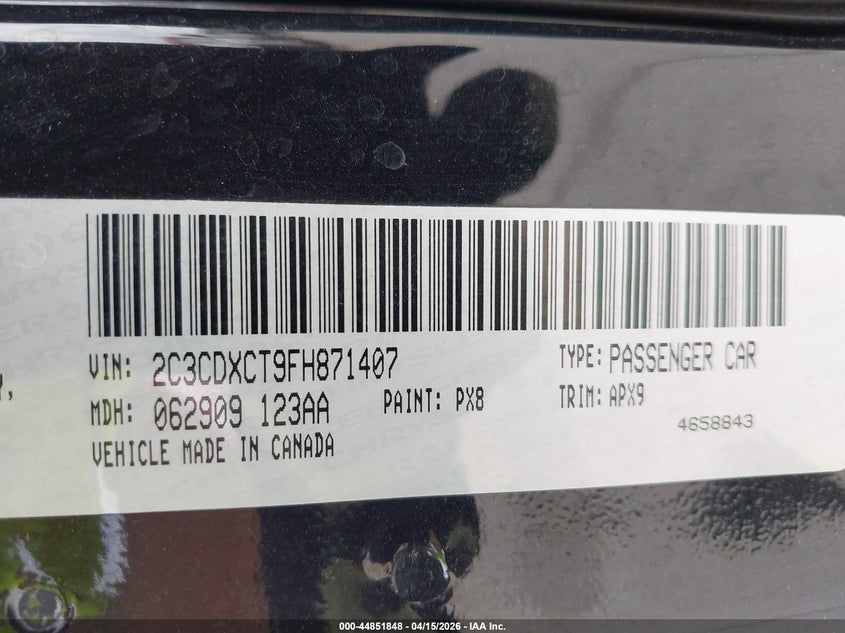 VIN: 2C3CDXCT9FH871407 TYPE: PASSENGER CAR
MDH: 062909 123AA PAINT: PX8 TRIM: APX9
VEHICLE MADE IN CANADA 4658843
000-44851848 - 04/15/2026 - IAA Inc.